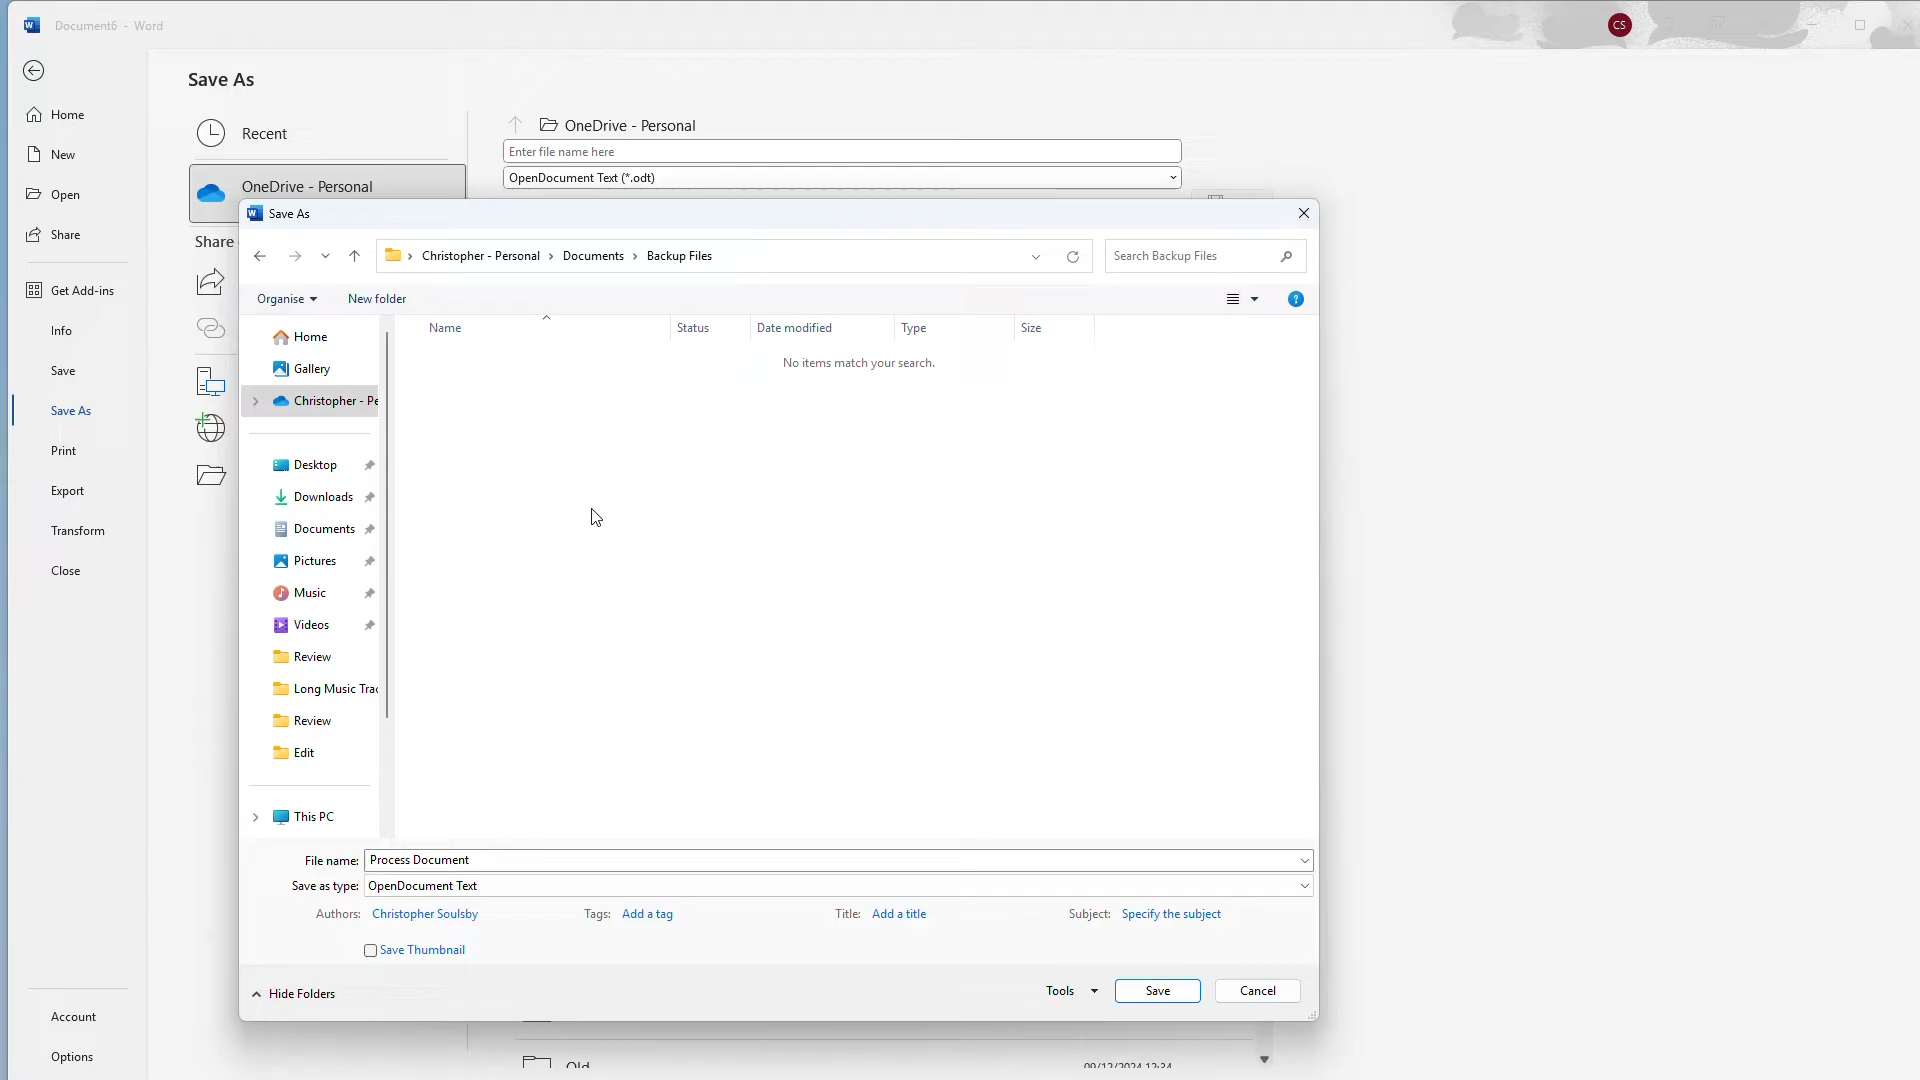 Document6 - Word
CS
Save As
Home
New
Open
Share
Get Add-ins
Info
Save
Save As
Print
Export
Transform
Close
Account
Options
Recent
OneDrive - Personal
Share
OneDrive - Personal
Enter file name here
OpenDocument Text (*.odt)
Save As
Christopher - Personal > Documents > Backup Files
Search Backup Files
Organise
New folder
?
Name
Status
Date modified
Type
Size
No items match your search.
Home
Gallery
Christopher - Pe
Desktop
Downloads
Documents
Pictures
Music
Videos
Review
Long Music Trac
Review
Edit
This PC
File name: Process Document
Save as type: OpenDocument Text
Authors: Christopher Soulsby
Tags: Add a tag
Title: Add a title
Subject: Specify the subject
Save Thumbnail
Hide Folders
Tools
Save
Cancel
Old
09/12/2024 12:34